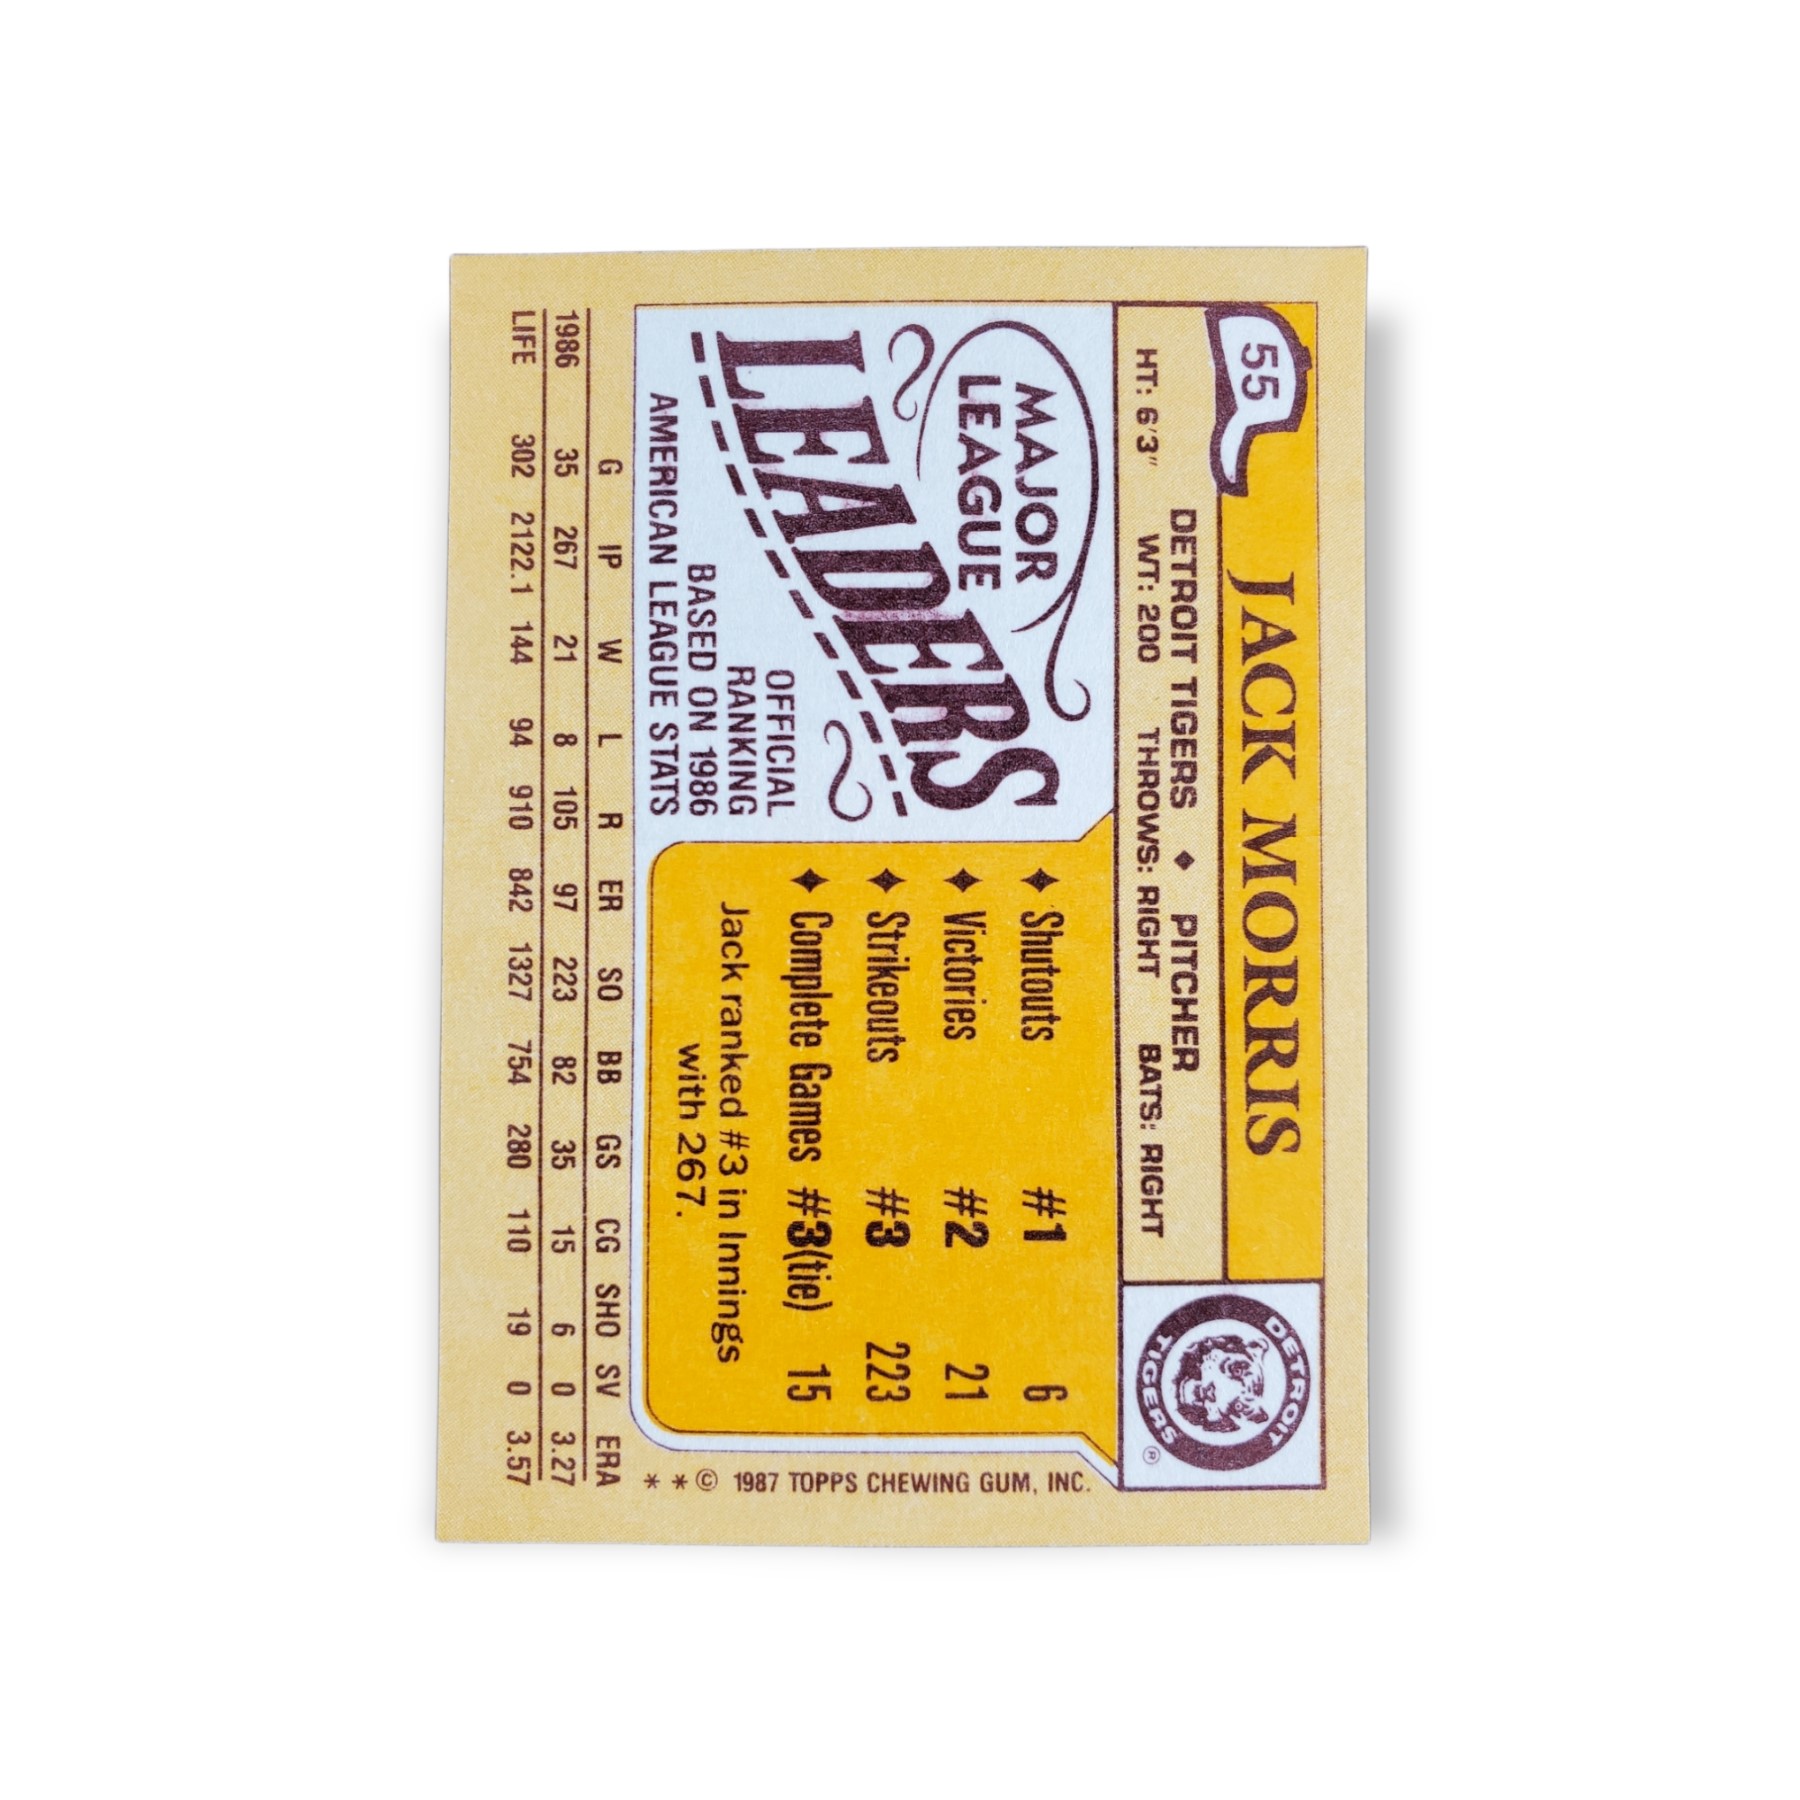 55
JACK MORRIS
DETROIT TIGERS ♦ PITCHER
HT: 6'3" WT: 200 THROWS: RIGHT BATS: RIGHT
DETROIT
TIGERS
®
MAJOR
LEAGUE
LEADERS
OFFICIAL
RANKING
BASED ON 1986
AMERICAN LEAGUE STATS
✦ Shutouts #1 6
✦ Victories #2 21
✦ Strikeouts #3 223
✦ Complete Games #3(tie) 15
Jack ranked #3 in Innings
with 267.
* * © 1987 TOPPS CHEWING GUM, INC.
G IP W L R ER SO BB GS CG SHO SV ERA
1986 35 267 21 8 105 97 223 82 35 15 6 0 3.27
LIFE 302 2122.1 144 94 910 842 1327 754 280 110 19 0 3.57